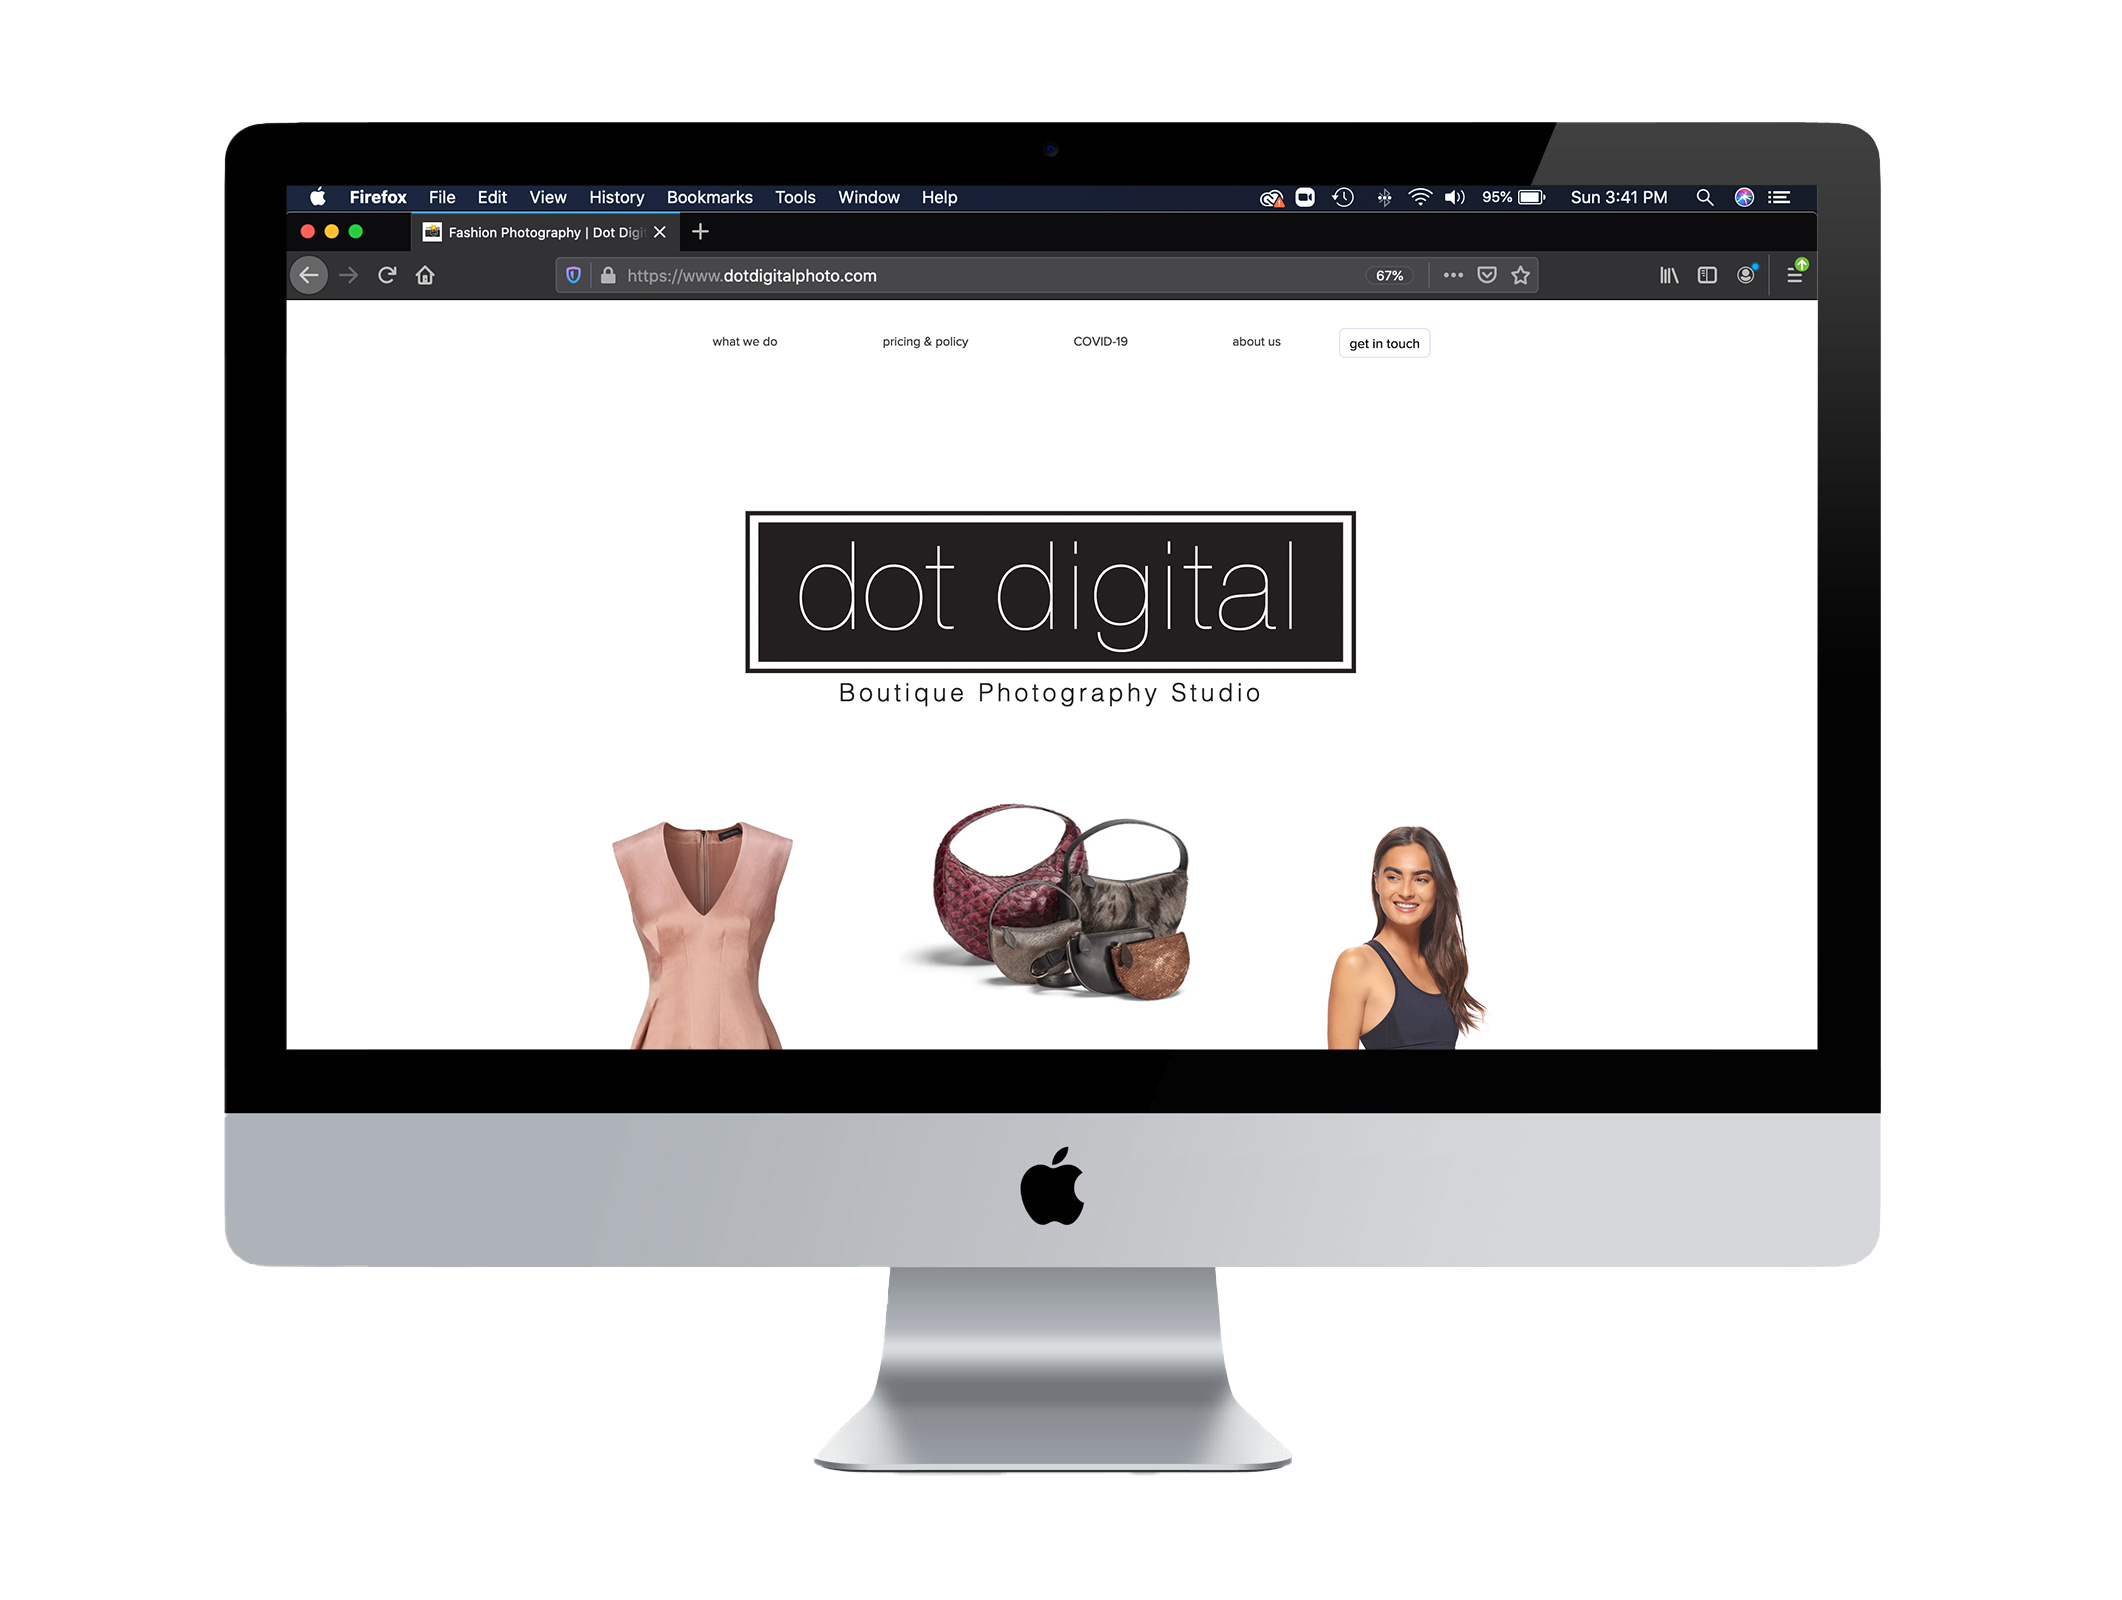 Firefox File Edit View History Bookmarks Tools Window Help 95% Sun 3:41 PM
Fashion Photography | Dot Digi
https://www.dotdigitalphoto.com 67%
what we do pricing & policy COVID-19 about us get in touch
dot digital
Boutique Photography Studio